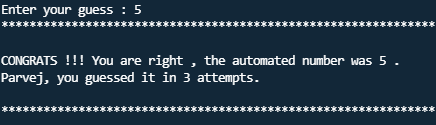 Enter your guess : 5
**************************************************************
CONGRATS !!! You are right , the automated number was 5 .
Parvej, you guessed it in 3 attempts.
**************************************************************